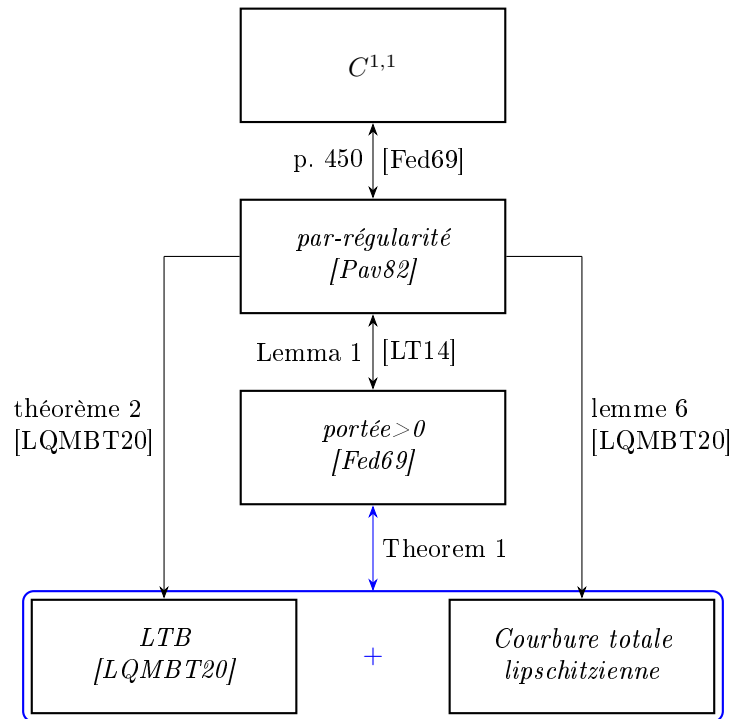 C^{1,1}
p. 450 [Fed69]
par-régularité
[Pav82]
Lemma 1 [LT14]
théorème 2
[LQMBT20]
portée>0
[Fed69]
lemme 6
[LQMBT20]
Theorem 1
LTB
[LQMBT20]
+
Courbure totale
lipschitzienne